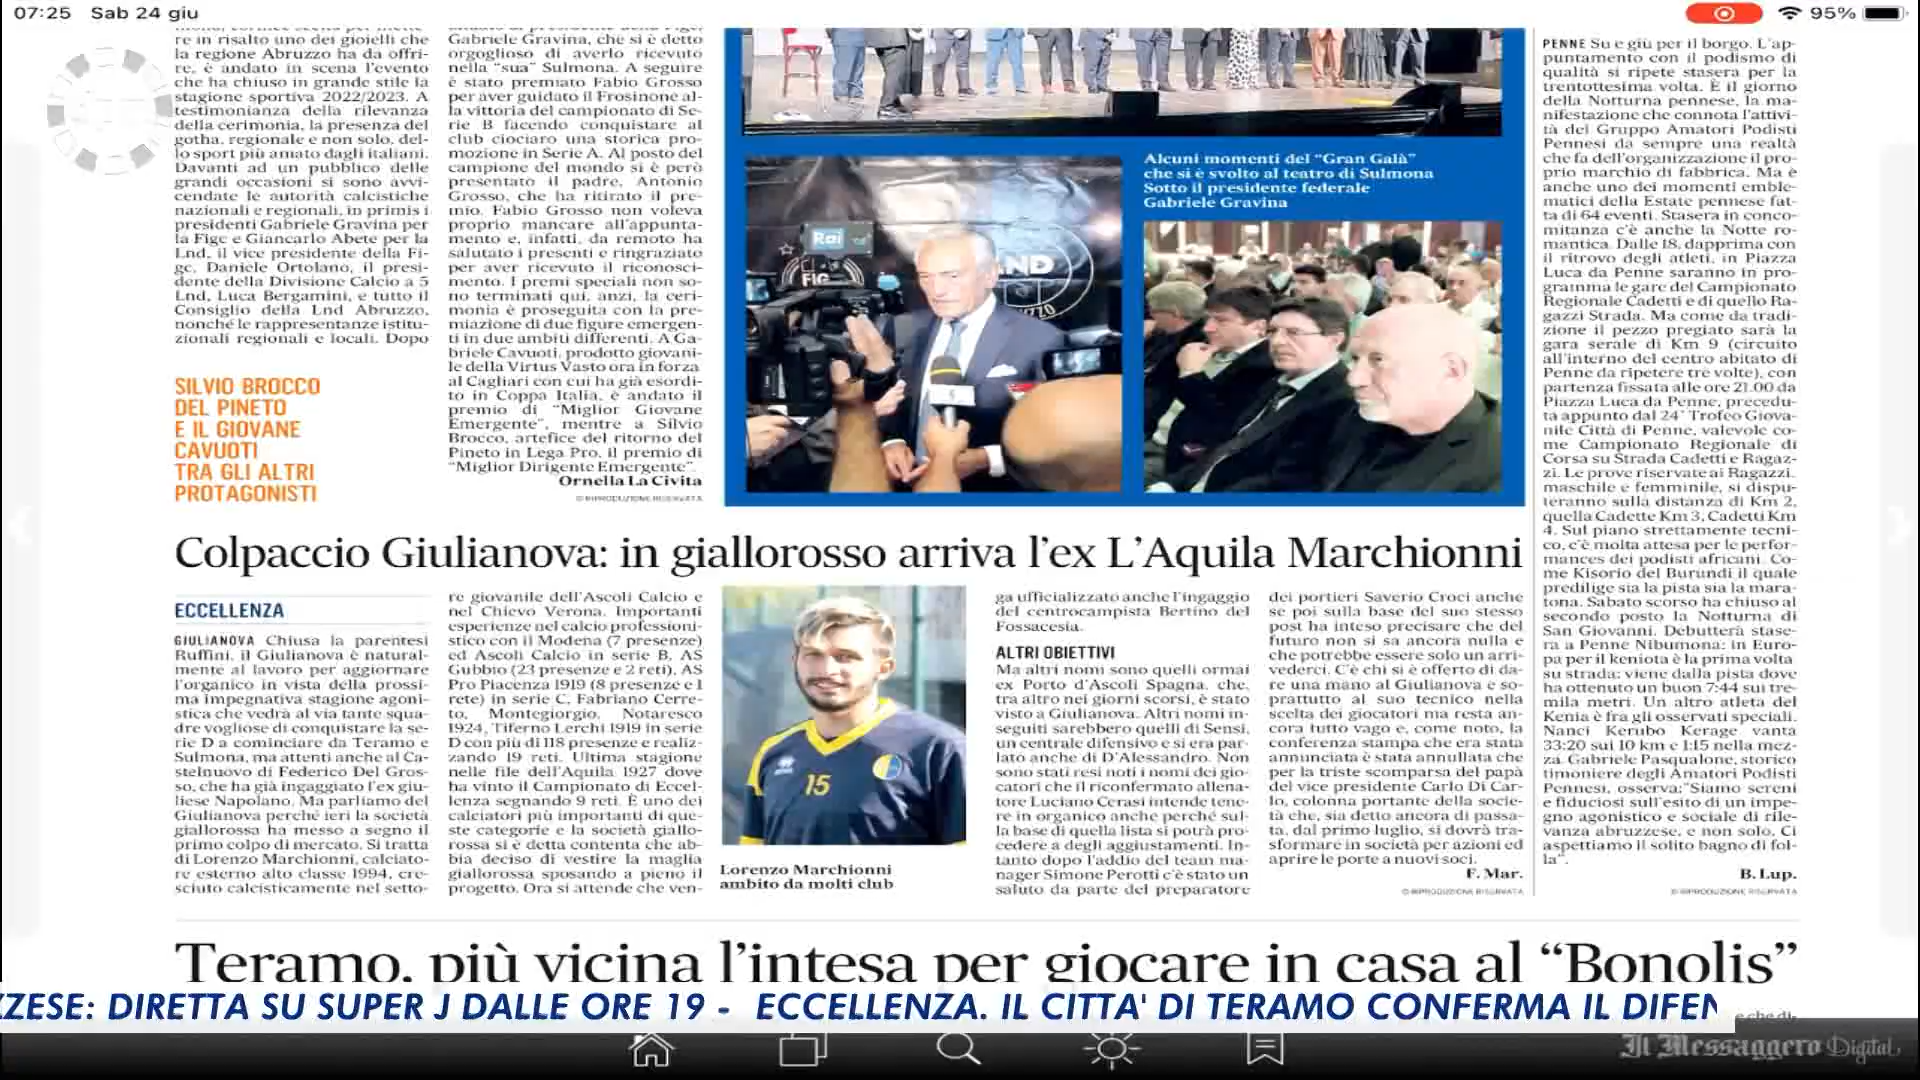 07:25 Sab 24 giu
95%
re in risalto uno dei gioielli che
la regione Abruzzo ha da offri-
re, è andato in scena l'evento
che ha chiuso in grande stile la
stagione sportiva 2022/2023. A
testimonianza della rilevanza
della cerimonia, la presenza del
gotha, regionale e non solo, del-
lo sport più amato dagli italiani.
Davanti ad un pubblico delle
grandi occasioni si sono avvi-
cendate le autorità calcistiche
nazionali e regionali, in primis i
presidenti Gabriele Gravina per
la Figc e Giancarlo Abete per la
Lnd, il vice presidente della Fi-
gc, Daniele Ortolano, il presi-
dente della Divisione Calcio a 5
Lnd, Luca Bergamini, e tutto il
Consiglio della Lnd Abruzzo,
nonché le rappresentanze istitu-
zionali regionali e locali. Dopo
SILVIO BROCCO
DEL PINETO
E IL GIOVANE
CAVUOTI
TRA GLI ALTRI
PROTAGONISTI
Gabriele Gravina, che si è detto
orgoglioso di averlo ricevuto
nella "sua" Sulmona. A seguire
è stato premiato Fabio Grosso
per aver guidato il Frosinone al-
la vittoria del campionato di Se-
rie B facendo conquistare al
club ciociaro una storica pro-
mozione in Serie A. Al posto del
campione del mondo si è però
presentato il padre, Antonio
Grosso, che ha ritirato il pre-
mio. Fabio Grosso non voleva
proprio mancare all'appunta-
mento e, infatti, da remoto ha
salutato i presenti e ringraziato
per aver ricevuto il riconosci-
mento. I premi speciali non so-
no terminati qui, anzi, la ceri-
monia è proseguita con la pre-
miazione di due figure emergen-
ti in due ambiti differenti. A Ga-
briele Cavuoti, prodotto giovani-
le della Virtus Vasto ora in forza
al Cagliari con cui ha già esordi-
to in Coppa Italia, è andato il
premio di "Miglior Giovane
Emergente", mentre a Silvio
Brocco, artefice del ritorno del
Pineto in Lega Pro, il premio di
"Miglior Dirigente Emergente".
Ornella La Civita
© RIPRODUZIONE RISERVATA
Rai
FIG
ND
Alcuni momenti del "Gran Galà"
che si è svolto al teatro di Sulmona
Sotto il presidente federale
Gabriele Gravina
PENNE Su e giù per il borgo. L'ap-
puntamento con il podismo di
qualità si ripete stasera per la
trentottesima volta. È il giorno
della Notturna pennese, la ma-
nifestazione che connota l'attivi-
tà del Gruppo Amatori Podisti
Pennesi da sempre una realtà
che fa dell'organizzazione il pro-
prio marchio di fabbrica. Ma è
anche uno dei momenti emble-
matici della Estate pennese fat-
ta di 64 eventi. Stasera in conco-
mitanza c'è anche la Notte ro-
mantica. Dalle 18, dapprima con
il ritrovo degli atleti, in Piazza
Luca da Penne saranno in pro-
gramma le gare del Campionato
Regionale Cadetti e di quello Ra-
gazzi Strada. Ma come da tradi-
zione il pezzo pregiato sarà la
gara serale di Km 9 (circuito
all'interno del centro abitato di
Penne da ripetere tre volte), con
partenza fissata alle ore 21.00 da
Piazza Luca da Penne, precedu-
ta appunto dal 24° Trofeo Giova-
nile Città di Penne, valevole co-
me Campionato Regionale di
Corsa su Strada Cadetti e Ragaz-
zi. Le prove riservate ai Ragazzi,
maschile e femminile, si dispu-
teranno sulla distanza di Km 2,
quella Cadette Km 3, Cadetti Km
4. Sul piano strettamente tecni-
co, c'è molta attesa per le perfor-
mances dei podisti africani. Co-
me Kisorio del Burundi il quale
predilige sia la pista sia la mara-
tona. Sabato scorso ha chiuso al
secondo posto la Notturna di
San Giovanni. Debutterà stase-
ra a Penne Nibumona: in Euro-
pa per il keniota è la prima volta
su strada; viene dalla pista dove
ha ottenuto un buon 7:44 sui tre-
mila metri. Un altro atleta del
Kenia è fra gli osservati speciali.
Nanci Kerubo Kerage vanta
33:20 sui 10 km e 1:15 nella mez-
za. Gabriele Pasqualone, storico
timoniere degli Amatori Podisti
Pennesi, osserva:"Siamo sereni
e fiduciosi sull'esito di un impe-
gno agonistico e sociale di rile-
vanza abruzzese, e non solo. Ci
aspettiamo il solito bagno di fol-
la".
B. Lup.
© RIPRODUZIONE RISERVATA
Colpaccio Giulianova: in giallorosso arriva l'ex L'Aquila Marchionni
ECCELLENZA
GIULIANOVA Chiusa la parentesi
Ruffini, il Giulianova è natural-
mente al lavoro per aggiornare
l'organico in vista della prossi-
ma impegnativa stagione agoni-
stica che vedrà al via tante squa-
dre vogliose di conquistare la se-
rie D a cominciare da Teramo e
Sulmona, ma attenti anche al Ca-
stelnuovo di Federico Del Gros-
so, che ha già ingaggiato l'ex giu-
liese Napolano. Ma parliamo del
Giulianova perché ieri la società
giallorossa ha messo a segno il
primo colpo di mercato. Si tratta
di Lorenzo Marchionni, calciato-
re esterno alto classe 1994, cre-
sciuto calcisticamente nel setto-
re giovanile dell'Ascoli Calcio e
nel Chievo Verona. Importanti
esperienze nel calcio professioni-
stico con il Modena (7 presenze)
ed Ascoli Calcio in serie B, AS
Gubbio (23 presenze e 2 reti), AS
Pro Piacenza 1919 (8 presenze e 1
rete) in serie C, Fabriano Cerre-
to, Montegiorgio, Notaresco
1924, Tiferno Lerchi 1919 in serie
D con più di 118 presenze e realiz-
zando 19 reti. Ultima stagione
nelle file dell'Aquila 1927 dove
ha vinto il Campionato di Eccel-
lenza segnando 9 reti. È uno dei
calciatori più importanti di que-
ste categorie e la società giallo-
rossa si è detta contenta che ab-
bia deciso di vestire la maglia
giallorossa sposando a pieno il
progetto. Ora si attende che ven-
15
Lorenzo Marchionni
ambito da molti club
ga ufficializzato anche l'ingaggio
del centrocampista Bertino del
Fossacesia.
ALTRI OBIETTIVI
Ma altri nomi sono quelli ormai
ex Porto d'Ascoli Spagna, che,
tra altro nei giorni scorsi, è stato
visto a Giulianova. Altri nomi in-
seguiti sarebbero quelli di Sensi,
un centrale difensivo e si era par-
lato anche di D'Alessandro. Non
sono stati resi noti i nomi dei gio-
catori che il riconfermato allena-
tore Luciano Cerasi intende tene-
re in organico anche perché sul-
la base di quella lista si potrà pro-
cedere a degli aggiustamenti. In-
tanto dopo l'addio del team ma-
nager Simone Perotti c'è stato un
saluto da parte del preparatore
dei portieri Saverio Croci anche
se poi sulla base del suo stesso
post ha inteso precisare che del
futuro non si sa ancora nulla e
che potrebbe essere solo un arri-
vederci. C'è chi si è offerto di da-
re una mano al Giulianova e so-
prattutto al suo tecnico nella
scelta dei giocatori ma resta an-
cora tutto vago e, come noto, la
conferenza stampa che era stata
annunciata è stata annullata che
per la triste scomparsa del papà
del vice presidente Carlo Di Car-
lo, colonna portante della socie-
tà che, sia detto ancora di passa-
ta, dal primo luglio, si dovrà tra-
sformare in società per azioni ed
aprire le porte a nuovi soci.
F. Mar.
© RIPRODUZIONE RISERVATA
Teramo, più vicina l'intesa per giocare in casa al "Bonolis"
ZZESE: DIRETTA SU SUPER J DALLE ORE 19 - ECCELLENZA. IL CITTA' DI TERAMO CONFERMA IL DIFEN
e che di-
Il Messaggero Digital